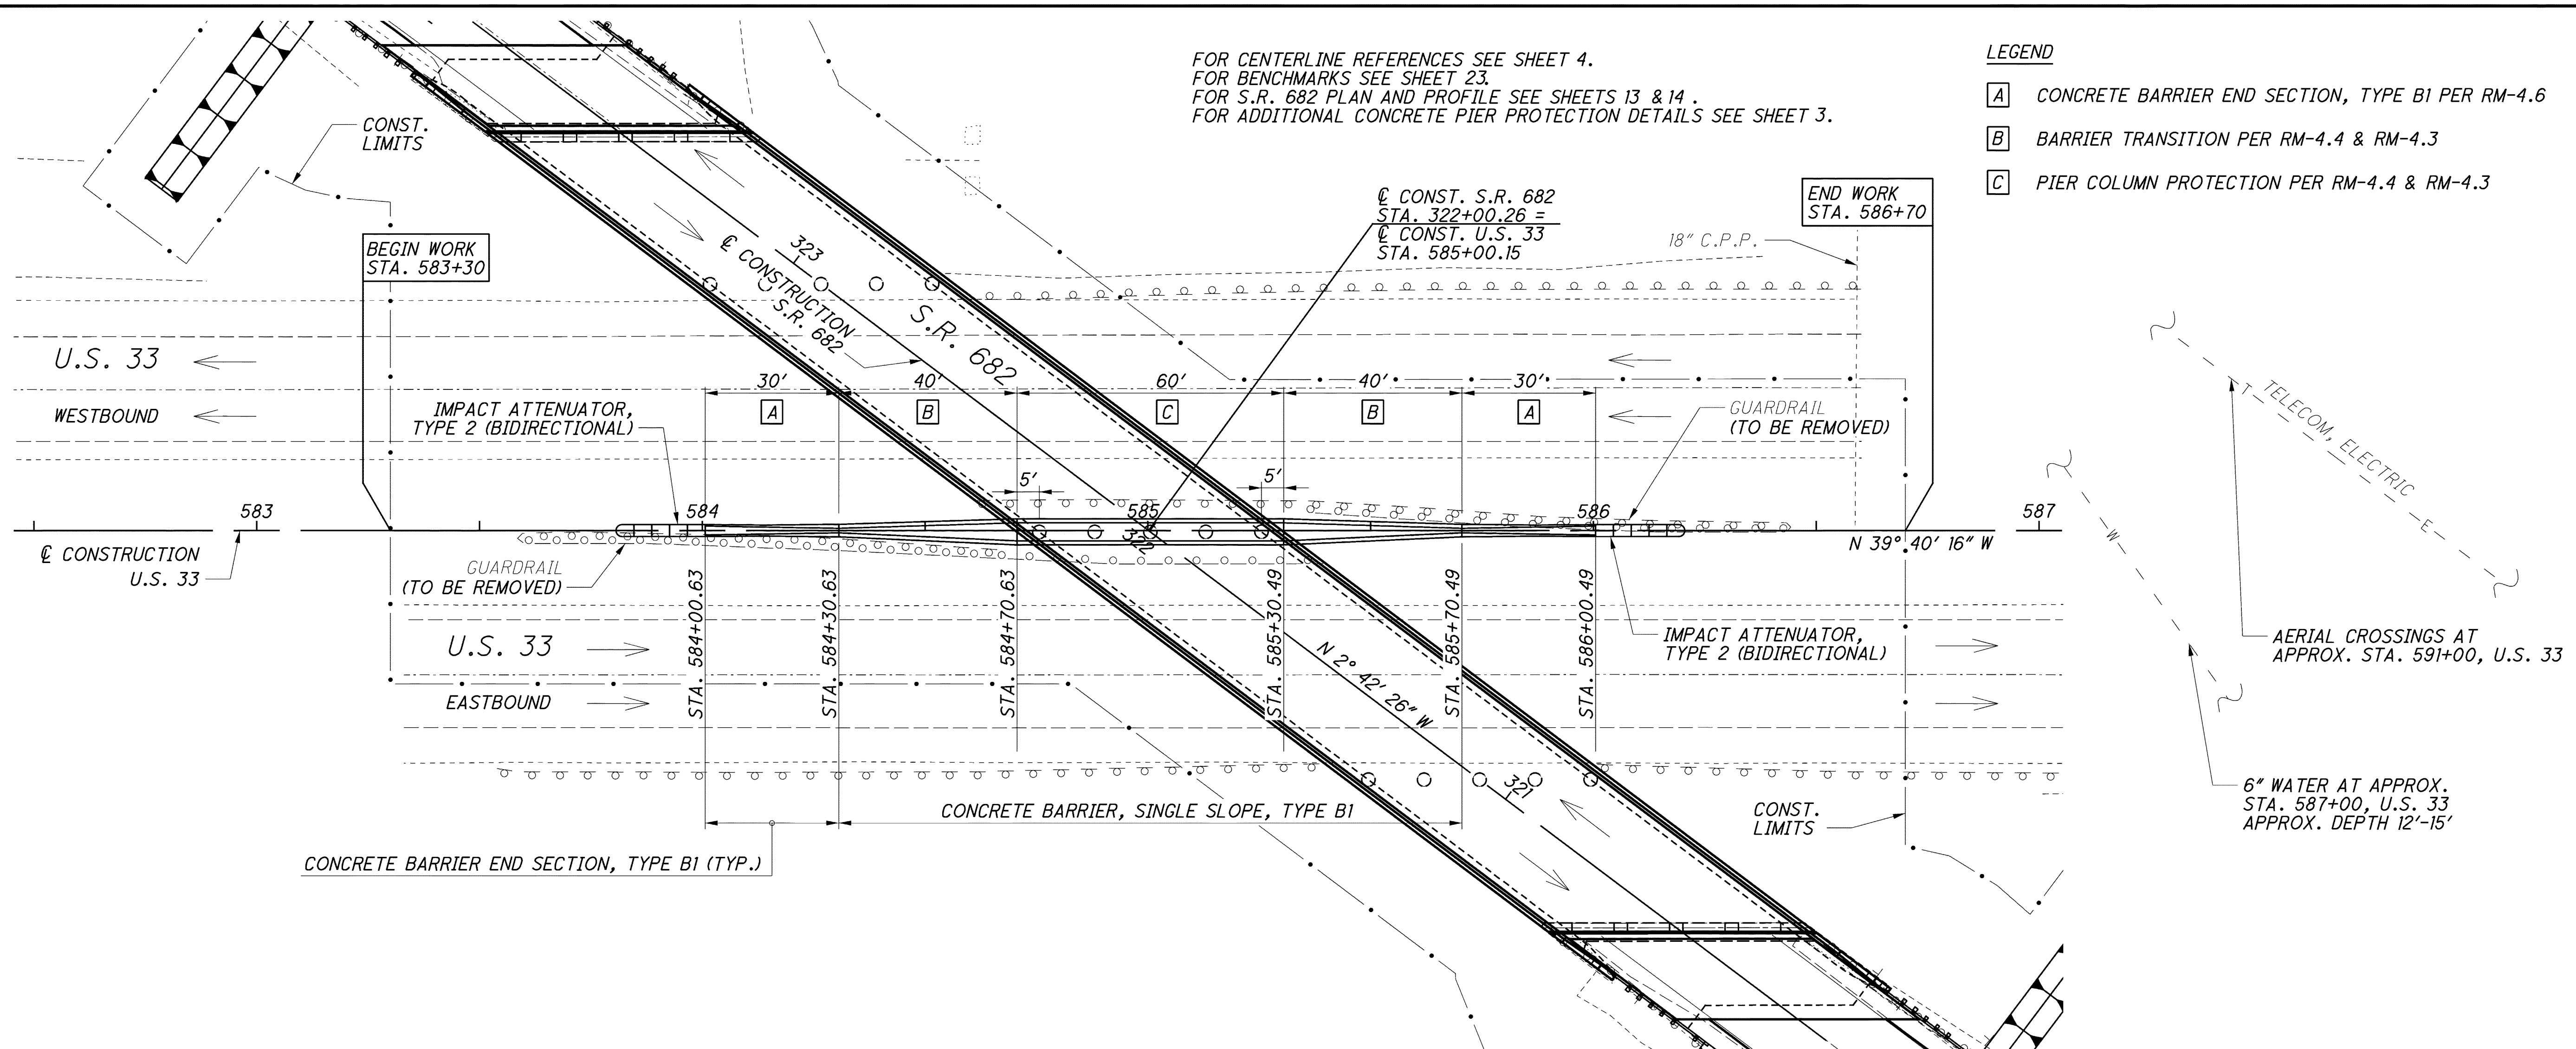 FOR CENTERLINE REFERENCES SEE SHEET 4.
FOR BENCHMARKS SEE SHEET 23.
FOR S.R. 682 PLAN AND PROFILE SEE SHEETS 13 & 14 .
FOR ADDITIONAL CONCRETE PIER PROTECTION DETAILS SEE SHEET 3.
LEGEND
A CONCRETE BARRIER END SECTION, TYPE B1 PER RM-4.6
B BARRIER TRANSITION PER RM-4.4 & RM-4.3
C PIER COLUMN PROTECTION PER RM-4.4 & RM-4.3
CONST.
LIMITS
BEGIN WORK
STA. 583+30
℄ CONST. S.R. 682
STA. 322+00.26 =
℄ CONST. U.S. 33
STA. 585+00.15
END WORK
STA. 586+70
18" C.P.P.
323
℄ CONSTRUCTION
S.R. 682
S.R. 682
U.S. 33
WESTBOUND
IMPACT ATTENUATOR,
TYPE 2 (BIDIRECTIONAL)
30'
40'
60'
40'
30'
A
B
C
B
A
GUARDRAIL
(TO BE REMOVED)
TELECOM, ELECTRIC
T
E
W
5'
5'
583
584
585
586
587
322
℄ CONSTRUCTION
U.S. 33
N 39° 40' 16" W
GUARDRAIL
(TO BE REMOVED)
STA. 584+00.63
STA. 584+30.63
STA. 584+70.63
STA. 585+30.49
STA. 585+70.49
STA. 586+00.49
U.S. 33
EASTBOUND
N 2° 42' 26" W
IMPACT ATTENUATOR,
TYPE 2 (BIDIRECTIONAL)
AERIAL CROSSINGS AT
APPROX. STA. 591+00, U.S. 33
321
CONCRETE BARRIER, SINGLE SLOPE, TYPE B1
CONST.
LIMITS
6" WATER AT APPROX.
STA. 587+00, U.S. 33
APPROX. DEPTH 12'-15'
CONCRETE BARRIER END SECTION, TYPE B1 (TYP.)